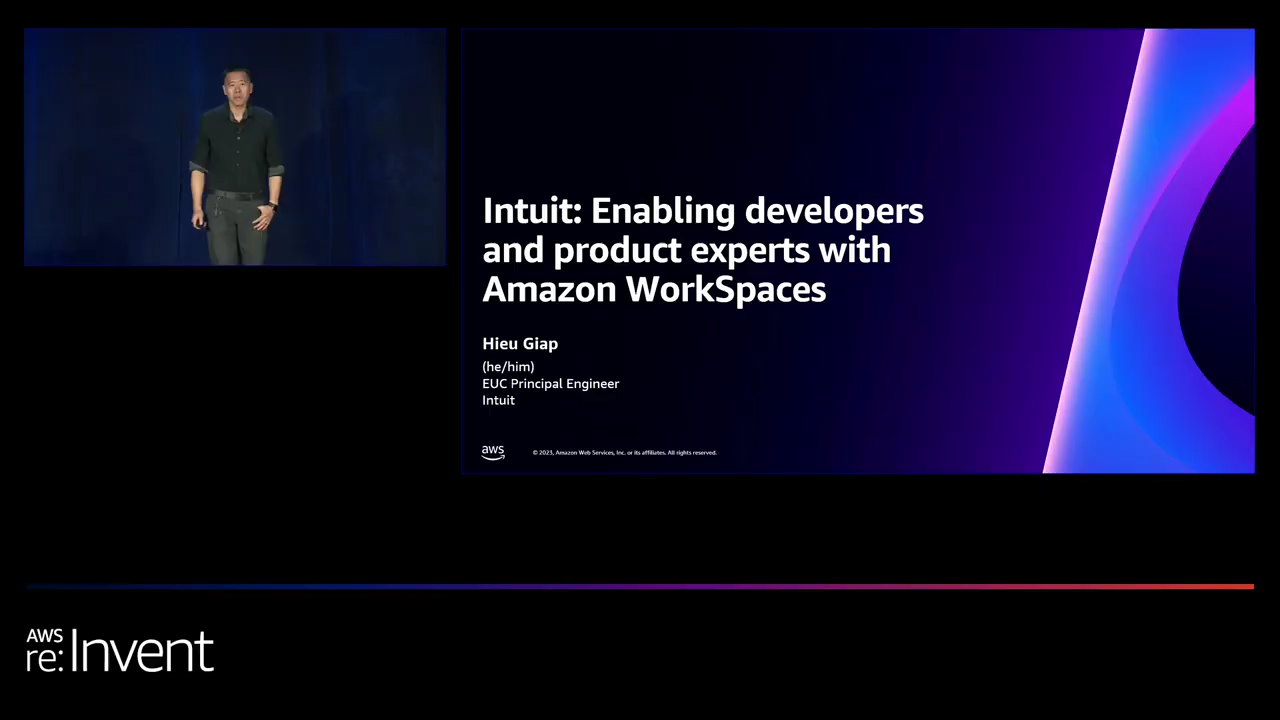 Intuit: Enabling developers
and product experts with
Amazon WorkSpaces
Hieu Giap
(he/him)
EUC Principal Engineer
Intuit
aws
© 2023, Amazon Web Services, Inc. or its affiliates. All rights reserved.
AWS
re:Invent